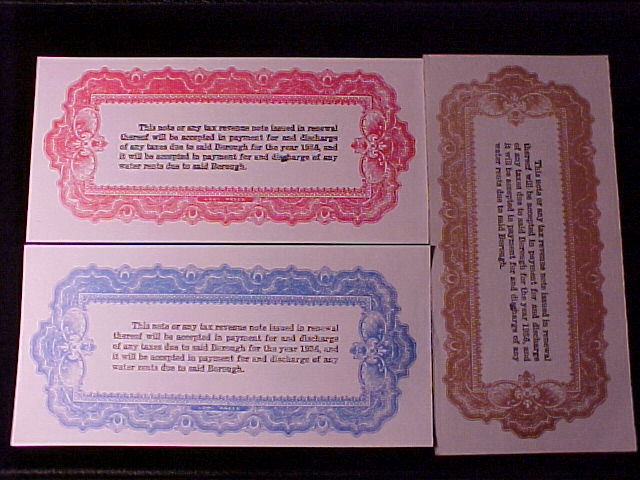 This note or any tax revenue note issued in renewal
thereof will be accepted in payment for and discharge
of any taxes due to said Borough for the year 1934, and
it will be accepted in payment for and discharge of any
water rents due to said Borough.
This note or any tax revenue note issued in renewal
thereof will be accepted in payment for and discharge
of any taxes due to said Borough for the year 1934, and
it will be accepted in payment for and discharge of any
water rents due to said Borough.
This note or any tax revenue note issued in renewal
thereof will be accepted in payment for and discharge
of any taxes due to said Borough for the year 1934, and
it will be accepted in payment for and discharge of any
water rents due to said Borough.